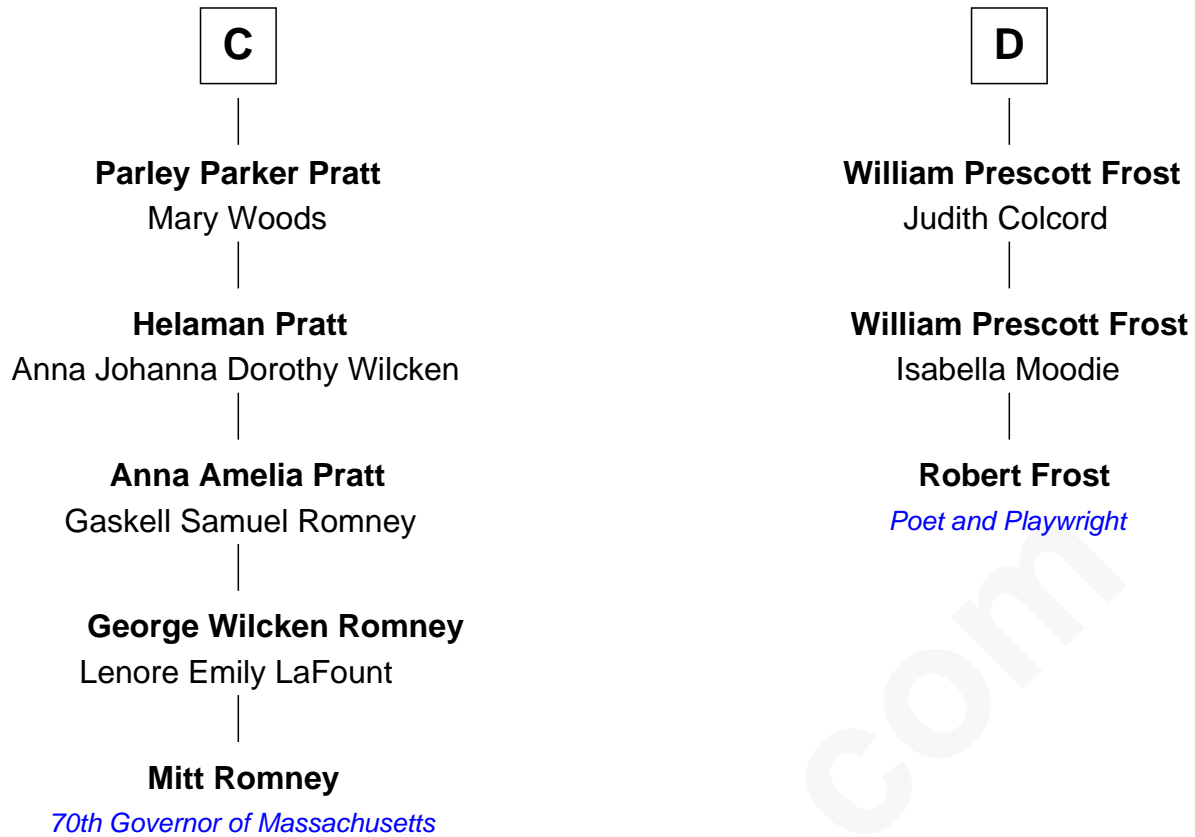 C
Parley Parker Pratt
Mary Woods
Helaman Pratt
Anna Johanna Dorothy Wilcken
Anna Amelia Pratt
Gaskell Samuel Romney
George Wilcken Romney
Lenore Emily LaFount
Mitt Romney
70th Governor of Massachusetts
D
William Prescott Frost
Judith Colcord
William Prescott Frost
Isabella Moodie
Robert Frost
Poet and Playwright
com